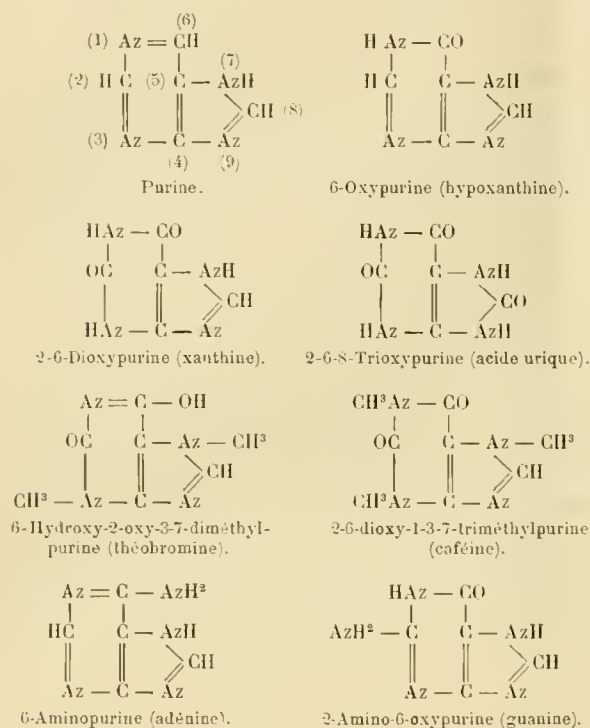 (6)
(1) Az = CH
(7)
(2) H C (5) C — AzH
CH (8)
(3) Az — C — Az
(4) (9)
Purine.
H Az — CO
H C C — AzH
CH
Az — C — Az
6-Oxypurine (hypoxanthine).
HAz — CO
OC C — AzH
CH
HAz — C — Az
2-6-Dioxypurine (xanthine).
HAz — CO
OC C — AzH
CO
HAz — C — AzH
2-6-8-Trioxypurine (acide urique).
Az = C — OH
OC C — Az — CH³
CH
CH³ — Az — C — Az
6-Hydroxy-2-oxy-3-7-diméthyl-
purine (théobromine).
CH³Az — CO
OC C — Az — CH³
CH
CH³Az — C — Az
2-6-dioxy-1-3-7-triméthylpurine
(caféine).
Az = C — AzH²
HC C — AzH
CH
Az — C — Az
6-Aminopurine (adénine).
HAz — CO
AzH² — C C — AzH
CH
Az — C — Az
2-Amino-6-oxypurine (guanine).